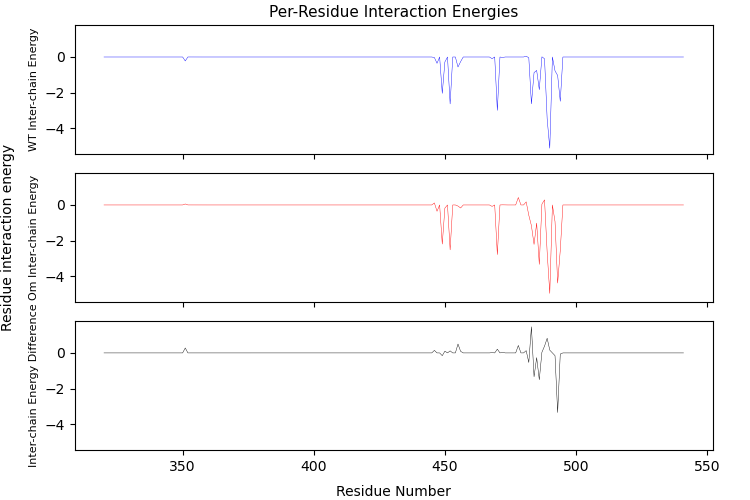 Per-Residue Interaction Energies
Residue interaction energy
WT Inter-chain Energy
0
−2
−4
Om Inter-chain Energy
0
−2
−4
Inter-chain Energy Difference
0
−2
−4
350
400
450
500
550
Residue Number